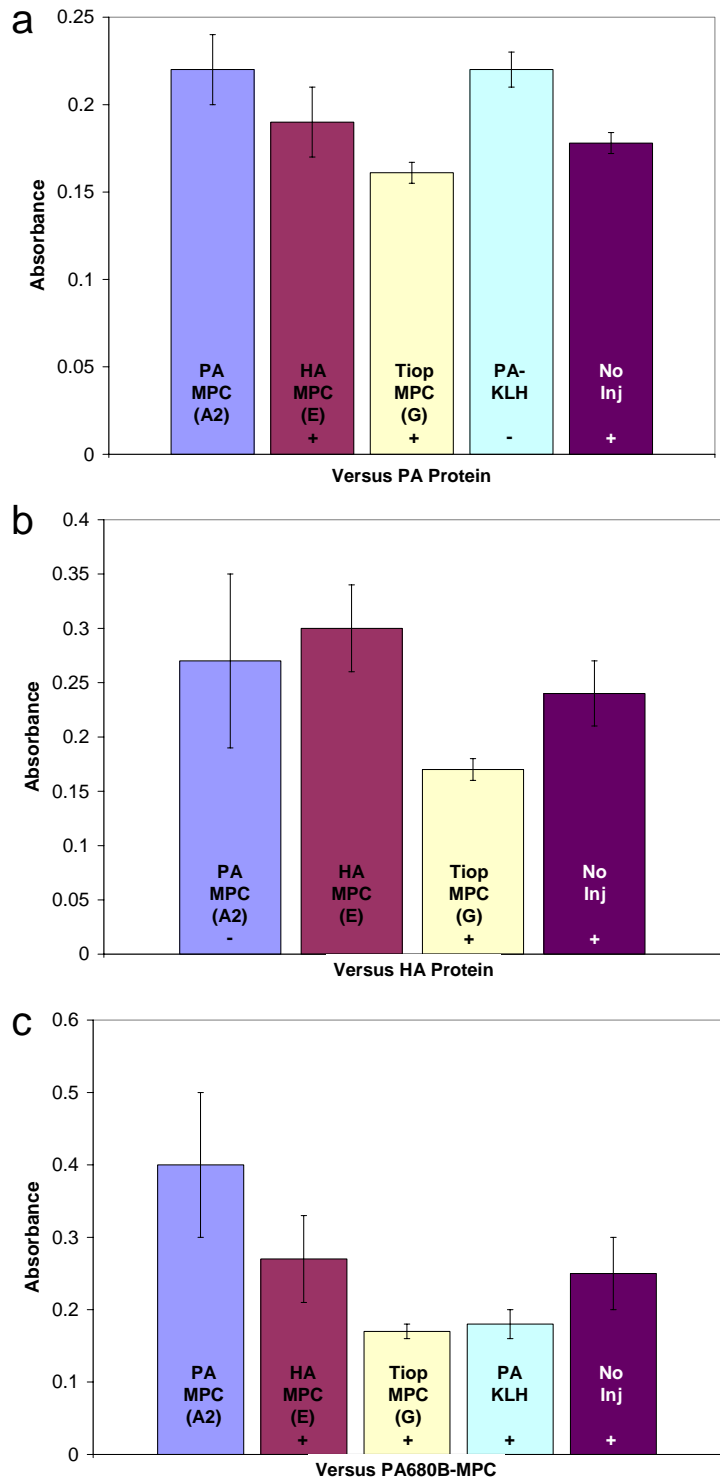 a
0.25
0.2
0.15
0.1
0.05
0
Absorbance
PA
MPC
(A2)
HA
MPC
(E)
+
Tiop
MPC
(G)
+
PA-
KLH
-
No
Inj
+
Versus PA Protein
b
0.4
0.35
0.3
0.25
0.2
0.15
0.1
0.05
0
Absorbance
PA
MPC
(A2)
-
HA
MPC
(E)
Tiop
MPC
(G)
+
No
Inj
+
Versus HA Protein
c
0.6
0.5
0.4
0.3
0.2
0.1
0
Absorbance
PA
MPC
(A2)
HA
MPC
(E)
+
Tiop
MPC
(G)
+
PA
KLH
+
No
Inj
+
Versus PA680B-MPC